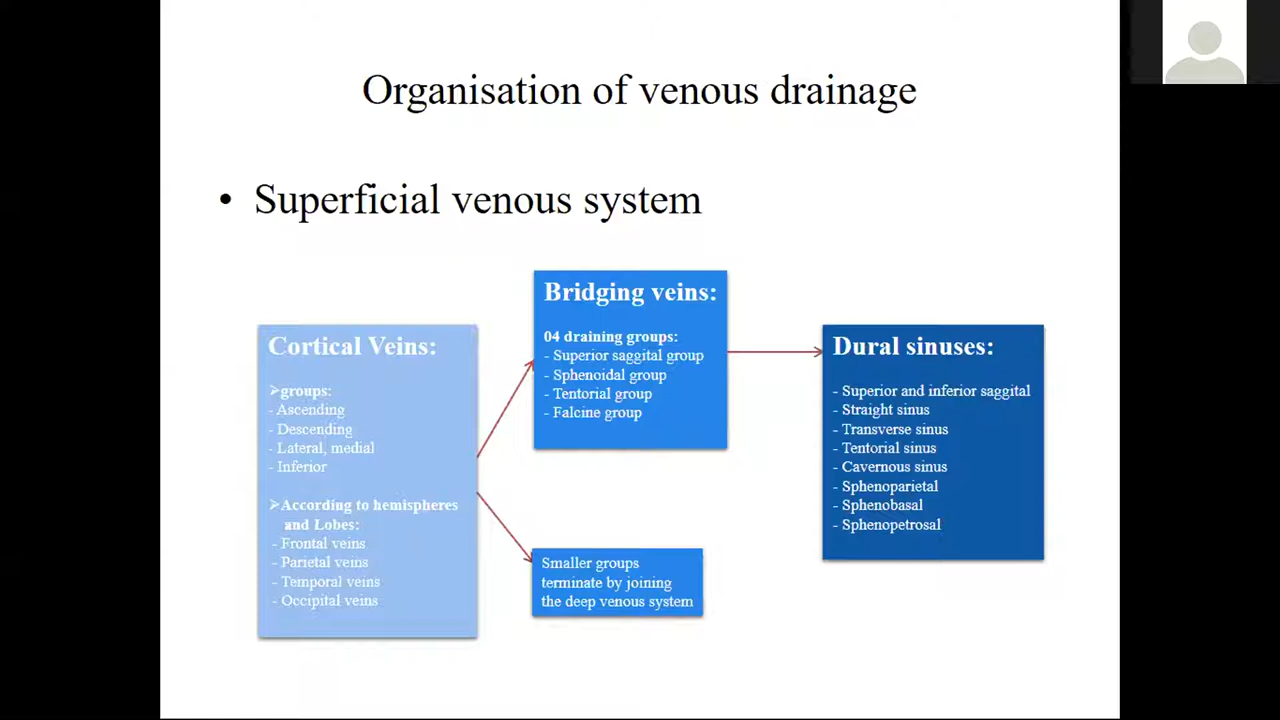 Organisation of venous drainage
• Superficial venous system
Cortical Veins:
➢groups:
- Ascending
- Descending
- Lateral, medial
- Inferior
➢According to hemispheres
and Lobes:
- Frontal veins
- Parietal veins
- Temporal veins
- Occipital veins
Bridging veins:
04 draining groups:
- Superior saggital group
- Sphenoidal group
- Tentorial group
- Falcine group
Smaller groups
terminate by joining
the deep venous system
Dural sinuses:
- Superior and inferior saggital
- Straight sinus
- Transverse sinus
- Tentorial sinus
- Cavernous sinus
- Sphenoparietal
- Sphenobasal
- Sphenopetrosal